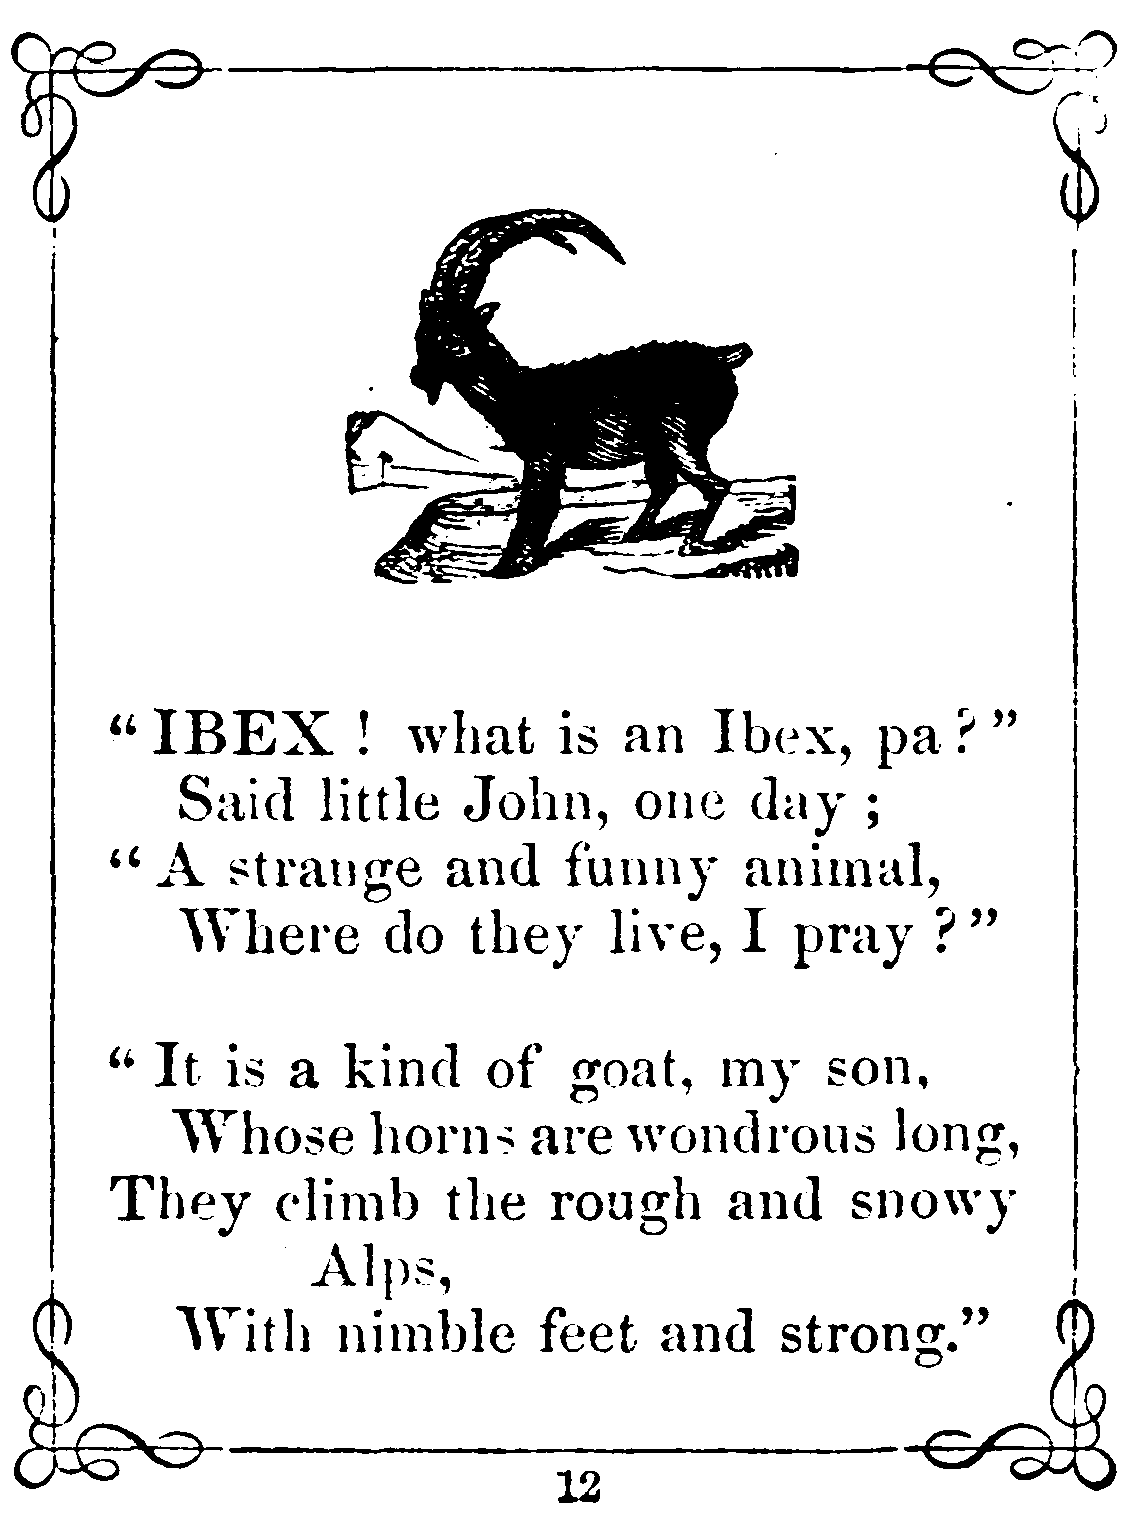 “ IBEX ! what is an Ibex, pa? ”
Said little John, one day ;
“ A strange and funny animal,
Where do they live, I pray ? ”
“ It is a kind of goat, my son,
Whose horns are wondrous long,
They climb the rough and snowy
Alps,
With nimble feet and strong.”
12